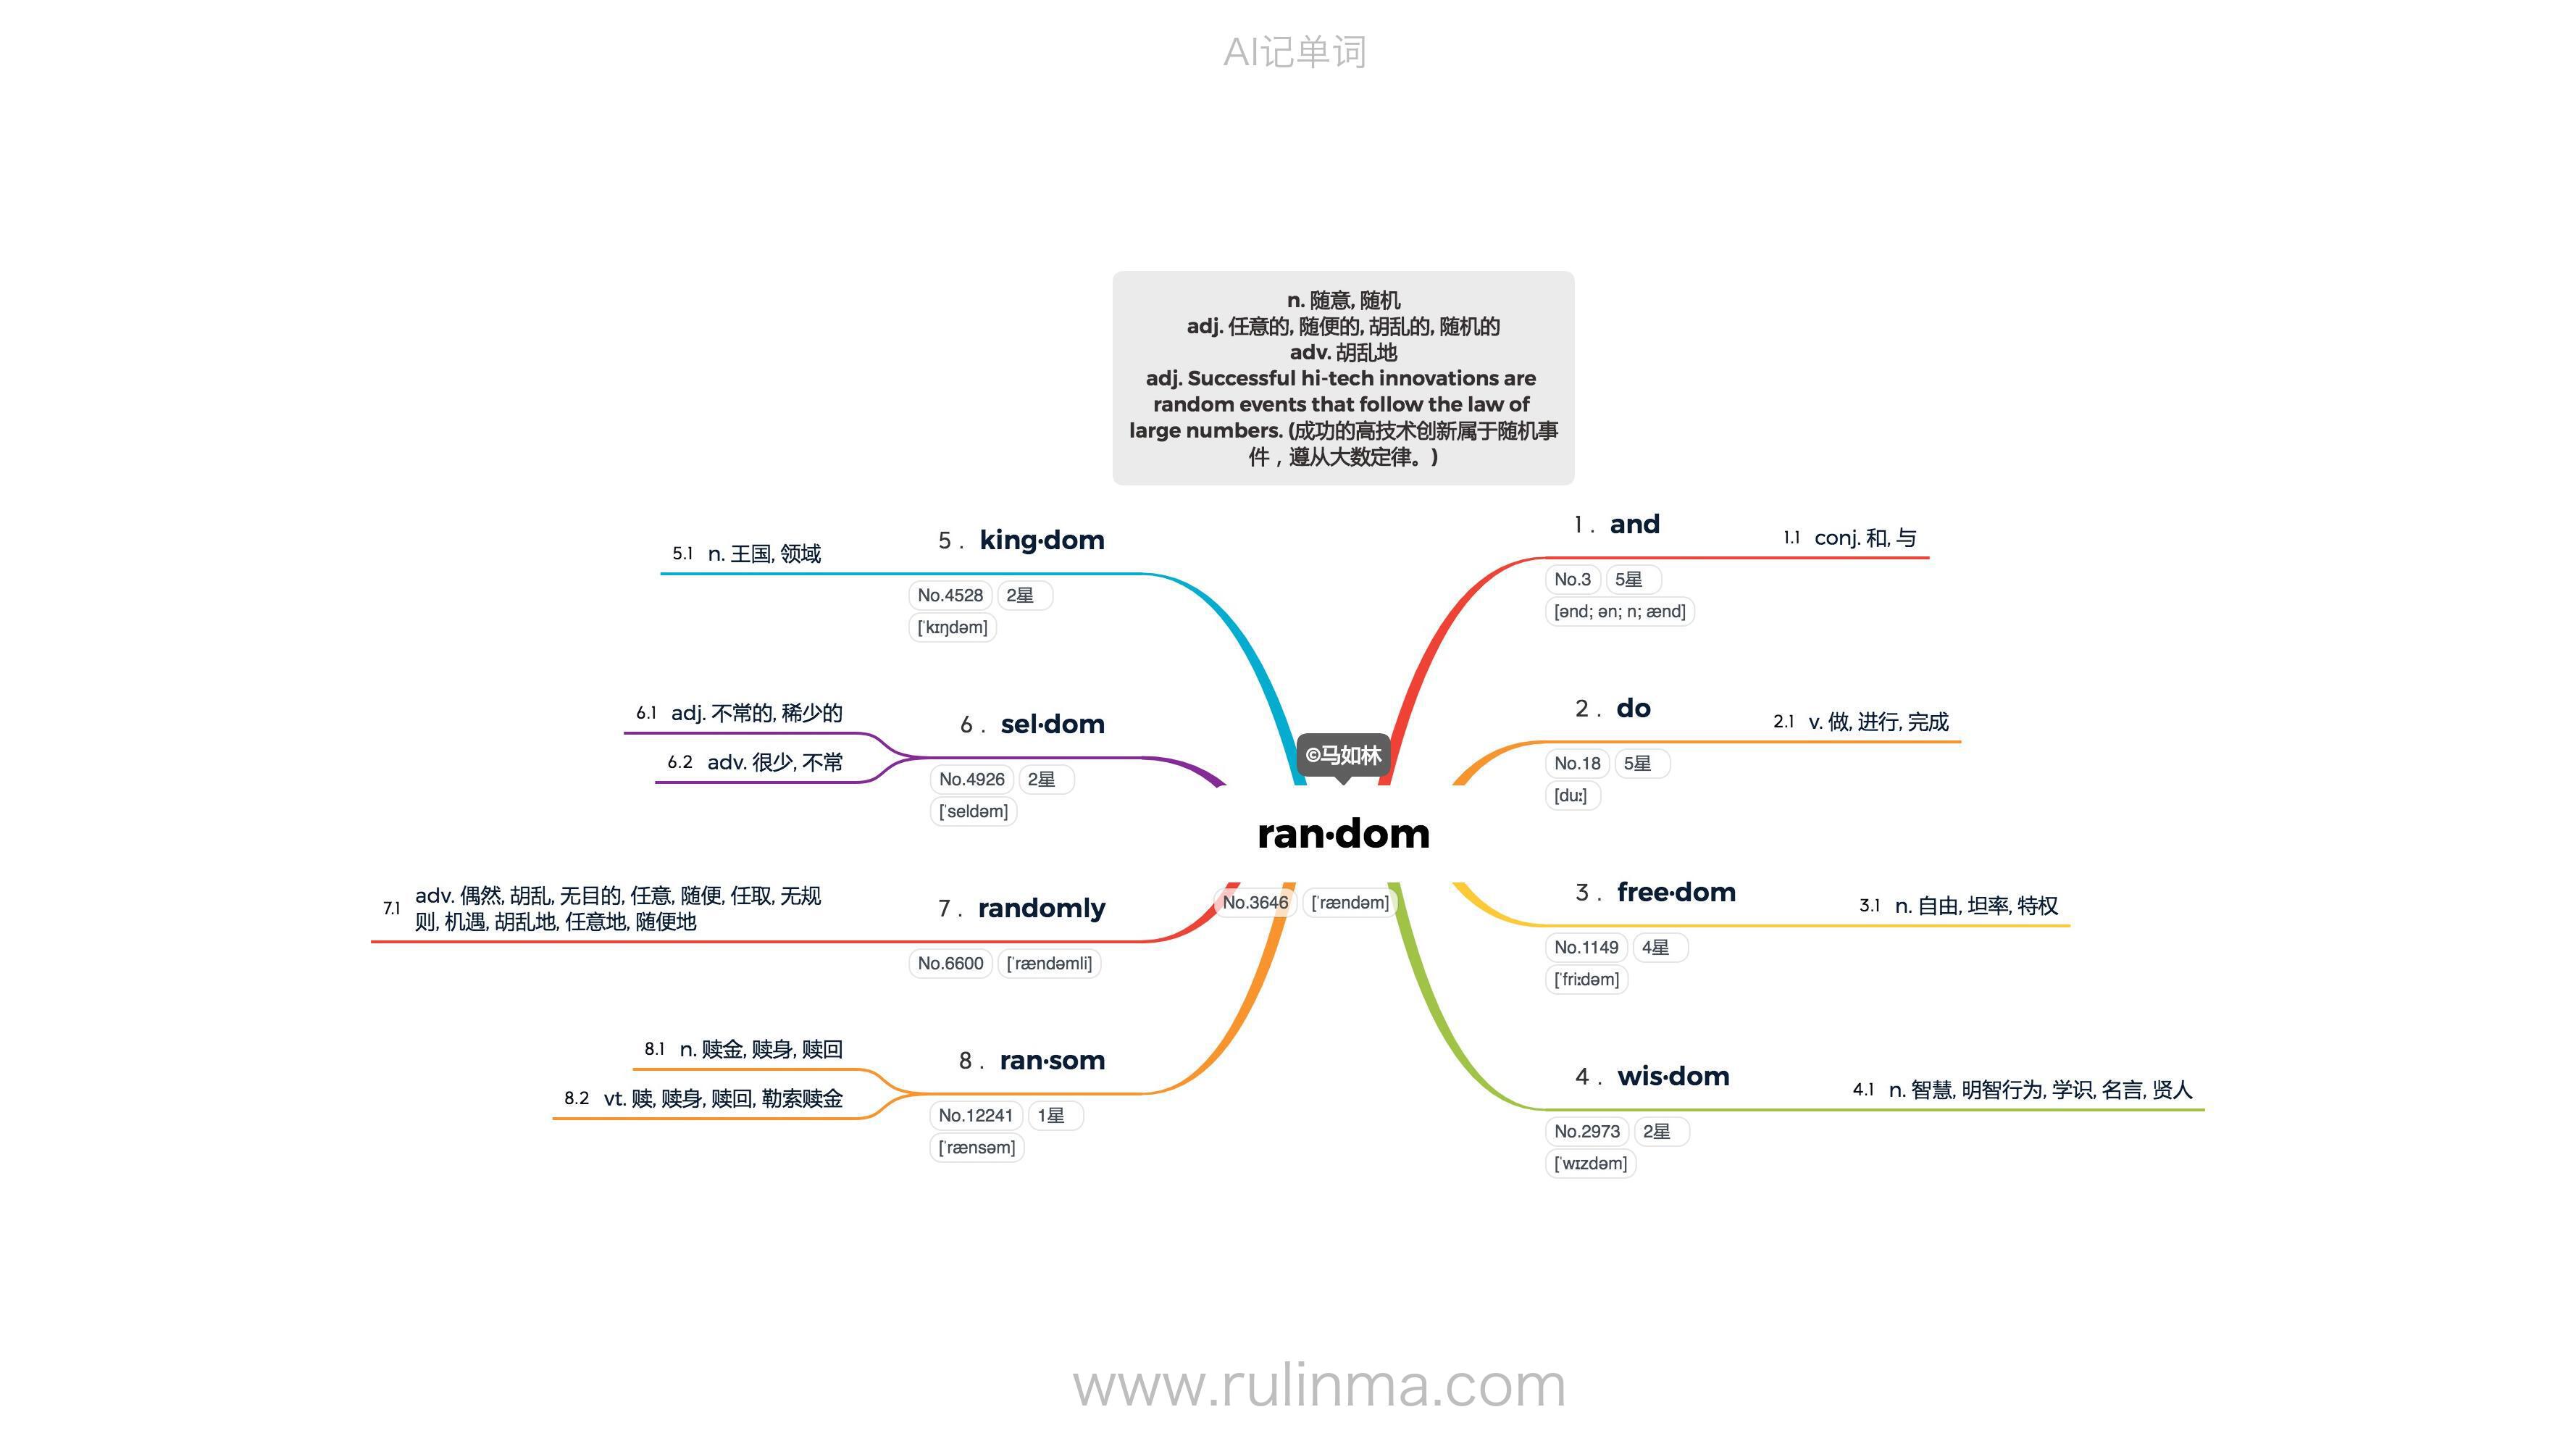 AI记单词
n. 随意, 随机
adj. 任意的, 随便的, 胡乱的, 随机的
adv. 胡乱地
adj. Successful hi-tech innovations are
random events that follow the law of
large numbers. (成功的高技术创新属于随机事
件，遵从大数定律。)
©马如林
ran·dom
No.3646 [ˈrændəm]
1 . and
No.3 5星
[ənd; ən; n; ænd]
1.1 conj. 和, 与
2 . do
No.18 5星
[duː]
2.1 v. 做, 进行, 完成
3 . free·dom
No.1149 4星
[ˈfriːdəm]
3.1 n. 自由, 坦率, 特权
4 . wis·dom
No.2973 2星
[ˈwɪzdəm]
4.1 n. 智慧, 明智行为, 学识, 名言, 贤人
5 . king·dom
No.4528 2星
[ˈkɪŋdəm]
5.1 n. 王国, 领域
6 . sel·dom
No.4926 2星
[ˈseldəm]
6.1 adj. 不常的, 稀少的
6.2 adv. 很少, 不常
7 . randomly
No.6600 [ˈrændəmli]
7.1 adv. 偶然, 胡乱, 无目的, 任意, 随便, 任取, 无规
则, 机遇, 胡乱地, 任意地, 随便地
8 . ran·som
No.12241 1星
[ˈrænsəm]
8.1 n. 赎金, 赎身, 赎回
8.2 vt. 赎, 赎身, 赎回, 勒索赎金
www.rulinma.com